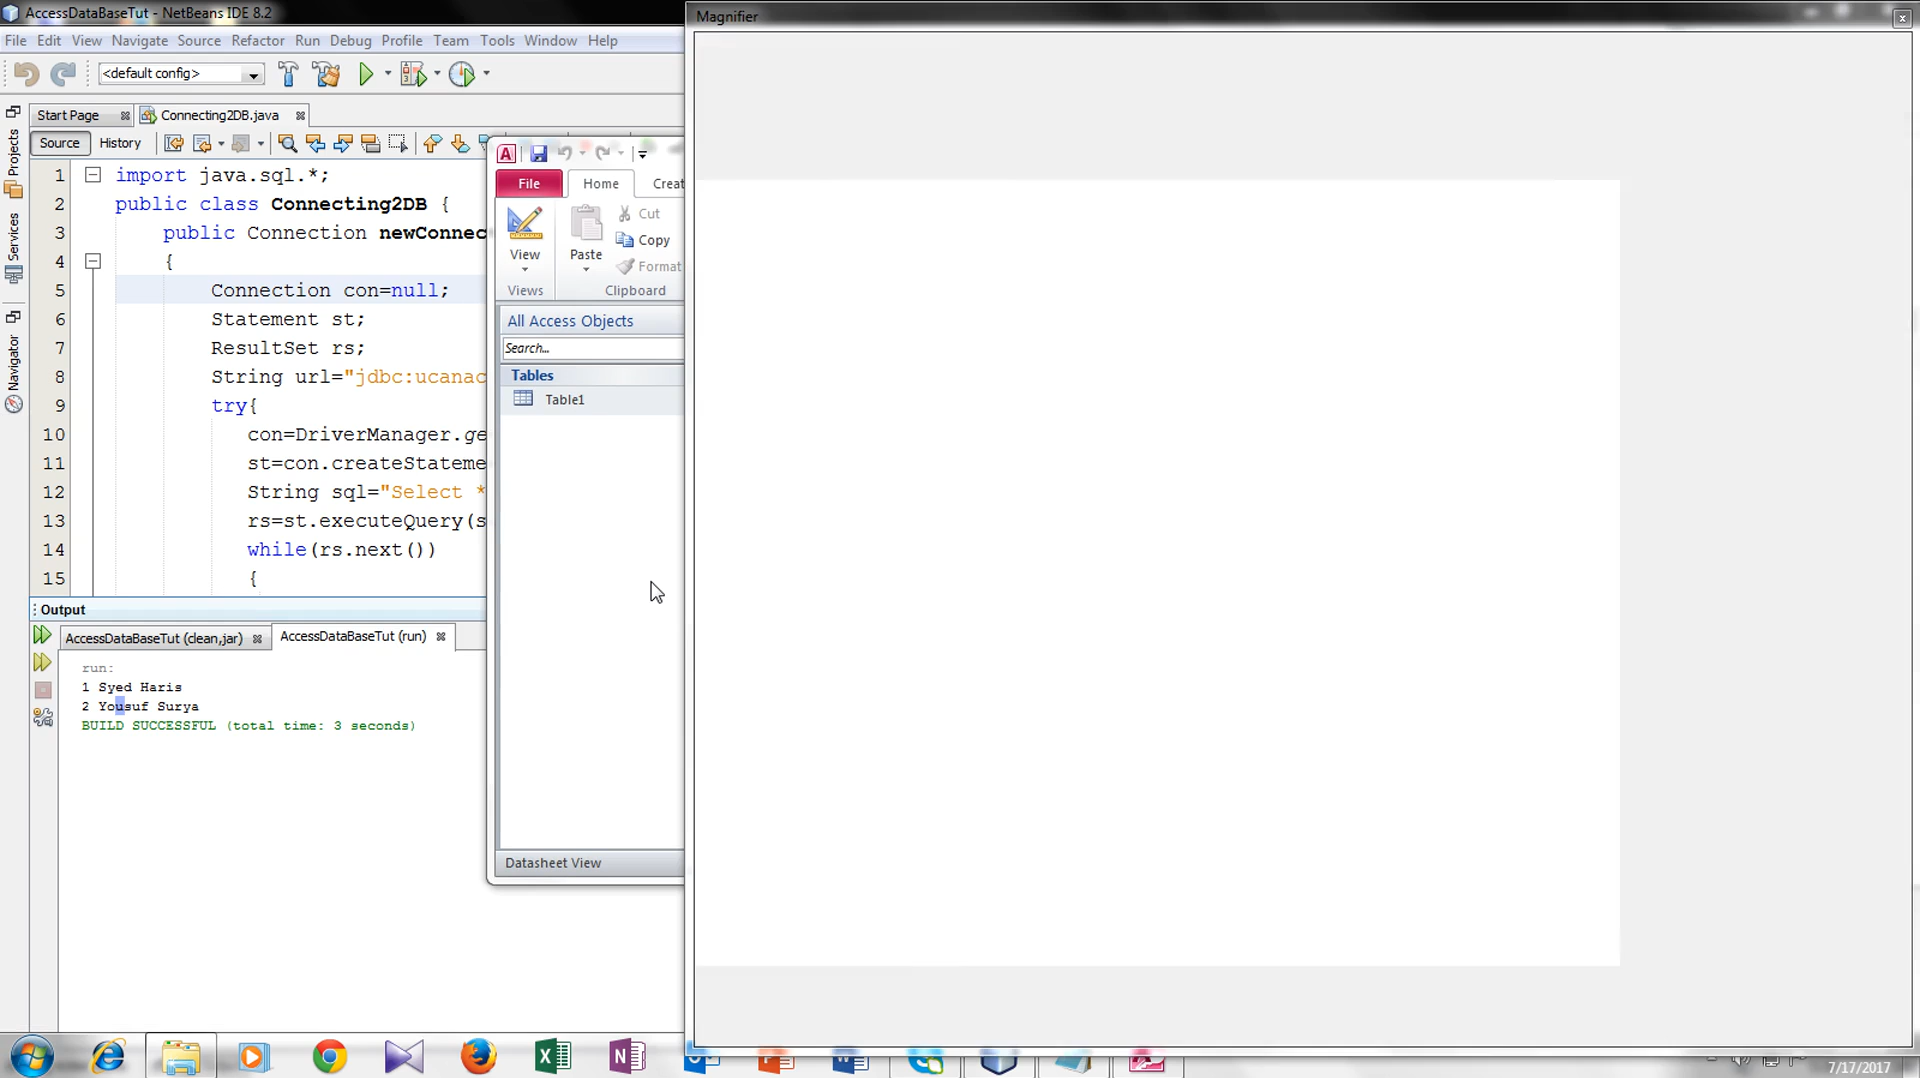 AccessDataBaseTut - NetBeans IDE 8.2
Magnifier
File Edit View Navigate Source Refactor Run Debug Profile Team Tools Window Help
<default config>
Start Page
Connecting2DB.java
Source
History
Projects
Services
Navigator
1 import java.sql.*;
2 public class Connecting2DB {
3 public Connection newConnec
4 {
5 Connection con=null;
6 Statement st;
7 ResultSet rs;
8 String url="jdbc:ucanac
9 try{
10 con=DriverManager.ge
11 st=con.createStateme
12 String sql="Select *
13 rs=st.executeQuery(s
14 while(rs.next())
15 {
File
Home
Creat
View
Paste
Cut
Copy
Format
Views
Clipboard
All Access Objects
Search...
Tables
Table1
Datasheet View
Output
AccessDataBaseTut (clean,jar)
AccessDataBaseTut (run)
run:
1 Syed Haris
2 Yousuf Surya
BUILD SUCCESSFUL (total time: 3 seconds)
7/17/2017